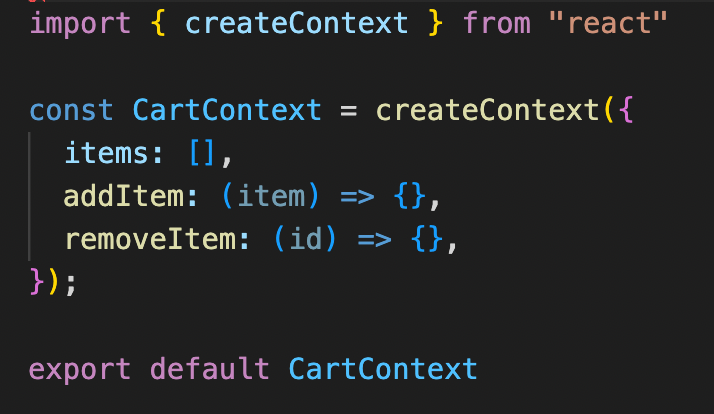 import { createContext } from "react"
const CartContext = createContext({
  items: [],
  addItem: (item) => {},
  removeItem: (id) => {},
});
export default CartContext